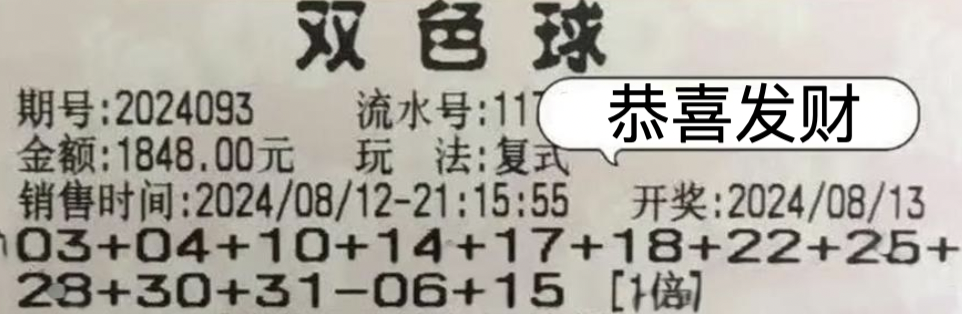 双色球
期号:2024093 流水号:117
恭喜发财
金额:1848.00元 玩 法:复式
销售时间:2024/08/12-21:15:55 开奖:2024/08/13
03+04+10+14+17+18+22+25+
28+30+31-06+15 [1倍]